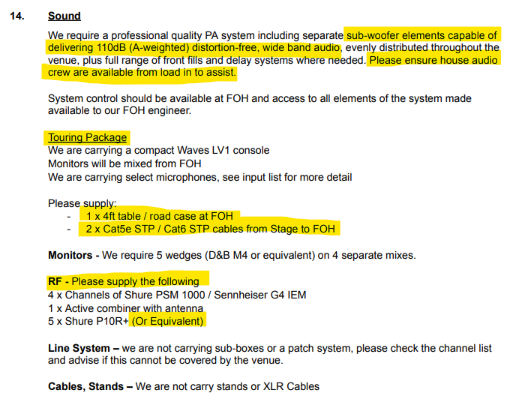 14. Sound
We require a professional quality PA system including separate sub-woofer elements capable of
delivering 110dB (A-weighted) distortion-free, wide band audio, evenly distributed throughout the
venue, plus full range of front fills and delay systems where needed. Please ensure house audio
crew are available from load in to assist.
System control should be available at FOH and access to all elements of the system made
available to our FOH engineer.
Touring Package
We are carrying a compact Waves LV1 console
Monitors will be mixed from FOH
We are carrying select microphones, see input list for more detail
Please supply:
- 1 x 4ft table / road case at FOH
- 2 x Cat5e STP / Cat6 STP cables from Stage to FOH
Monitors - We require 5 wedges (D&B M4 or equivalent) on 4 separate mixes.
RF - Please supply the following
4 x Channels of Shure PSM 1000 / Sennheiser G4 IEM
1 x Active combiner with antenna
5 x Shure P10R+ (Or Equivalent)
Line System – we are not carrying sub-boxes or a patch system, please check the channel list
and advise if this cannot be covered by the venue.
Cables, Stands – We are not carry stands or XLR Cables